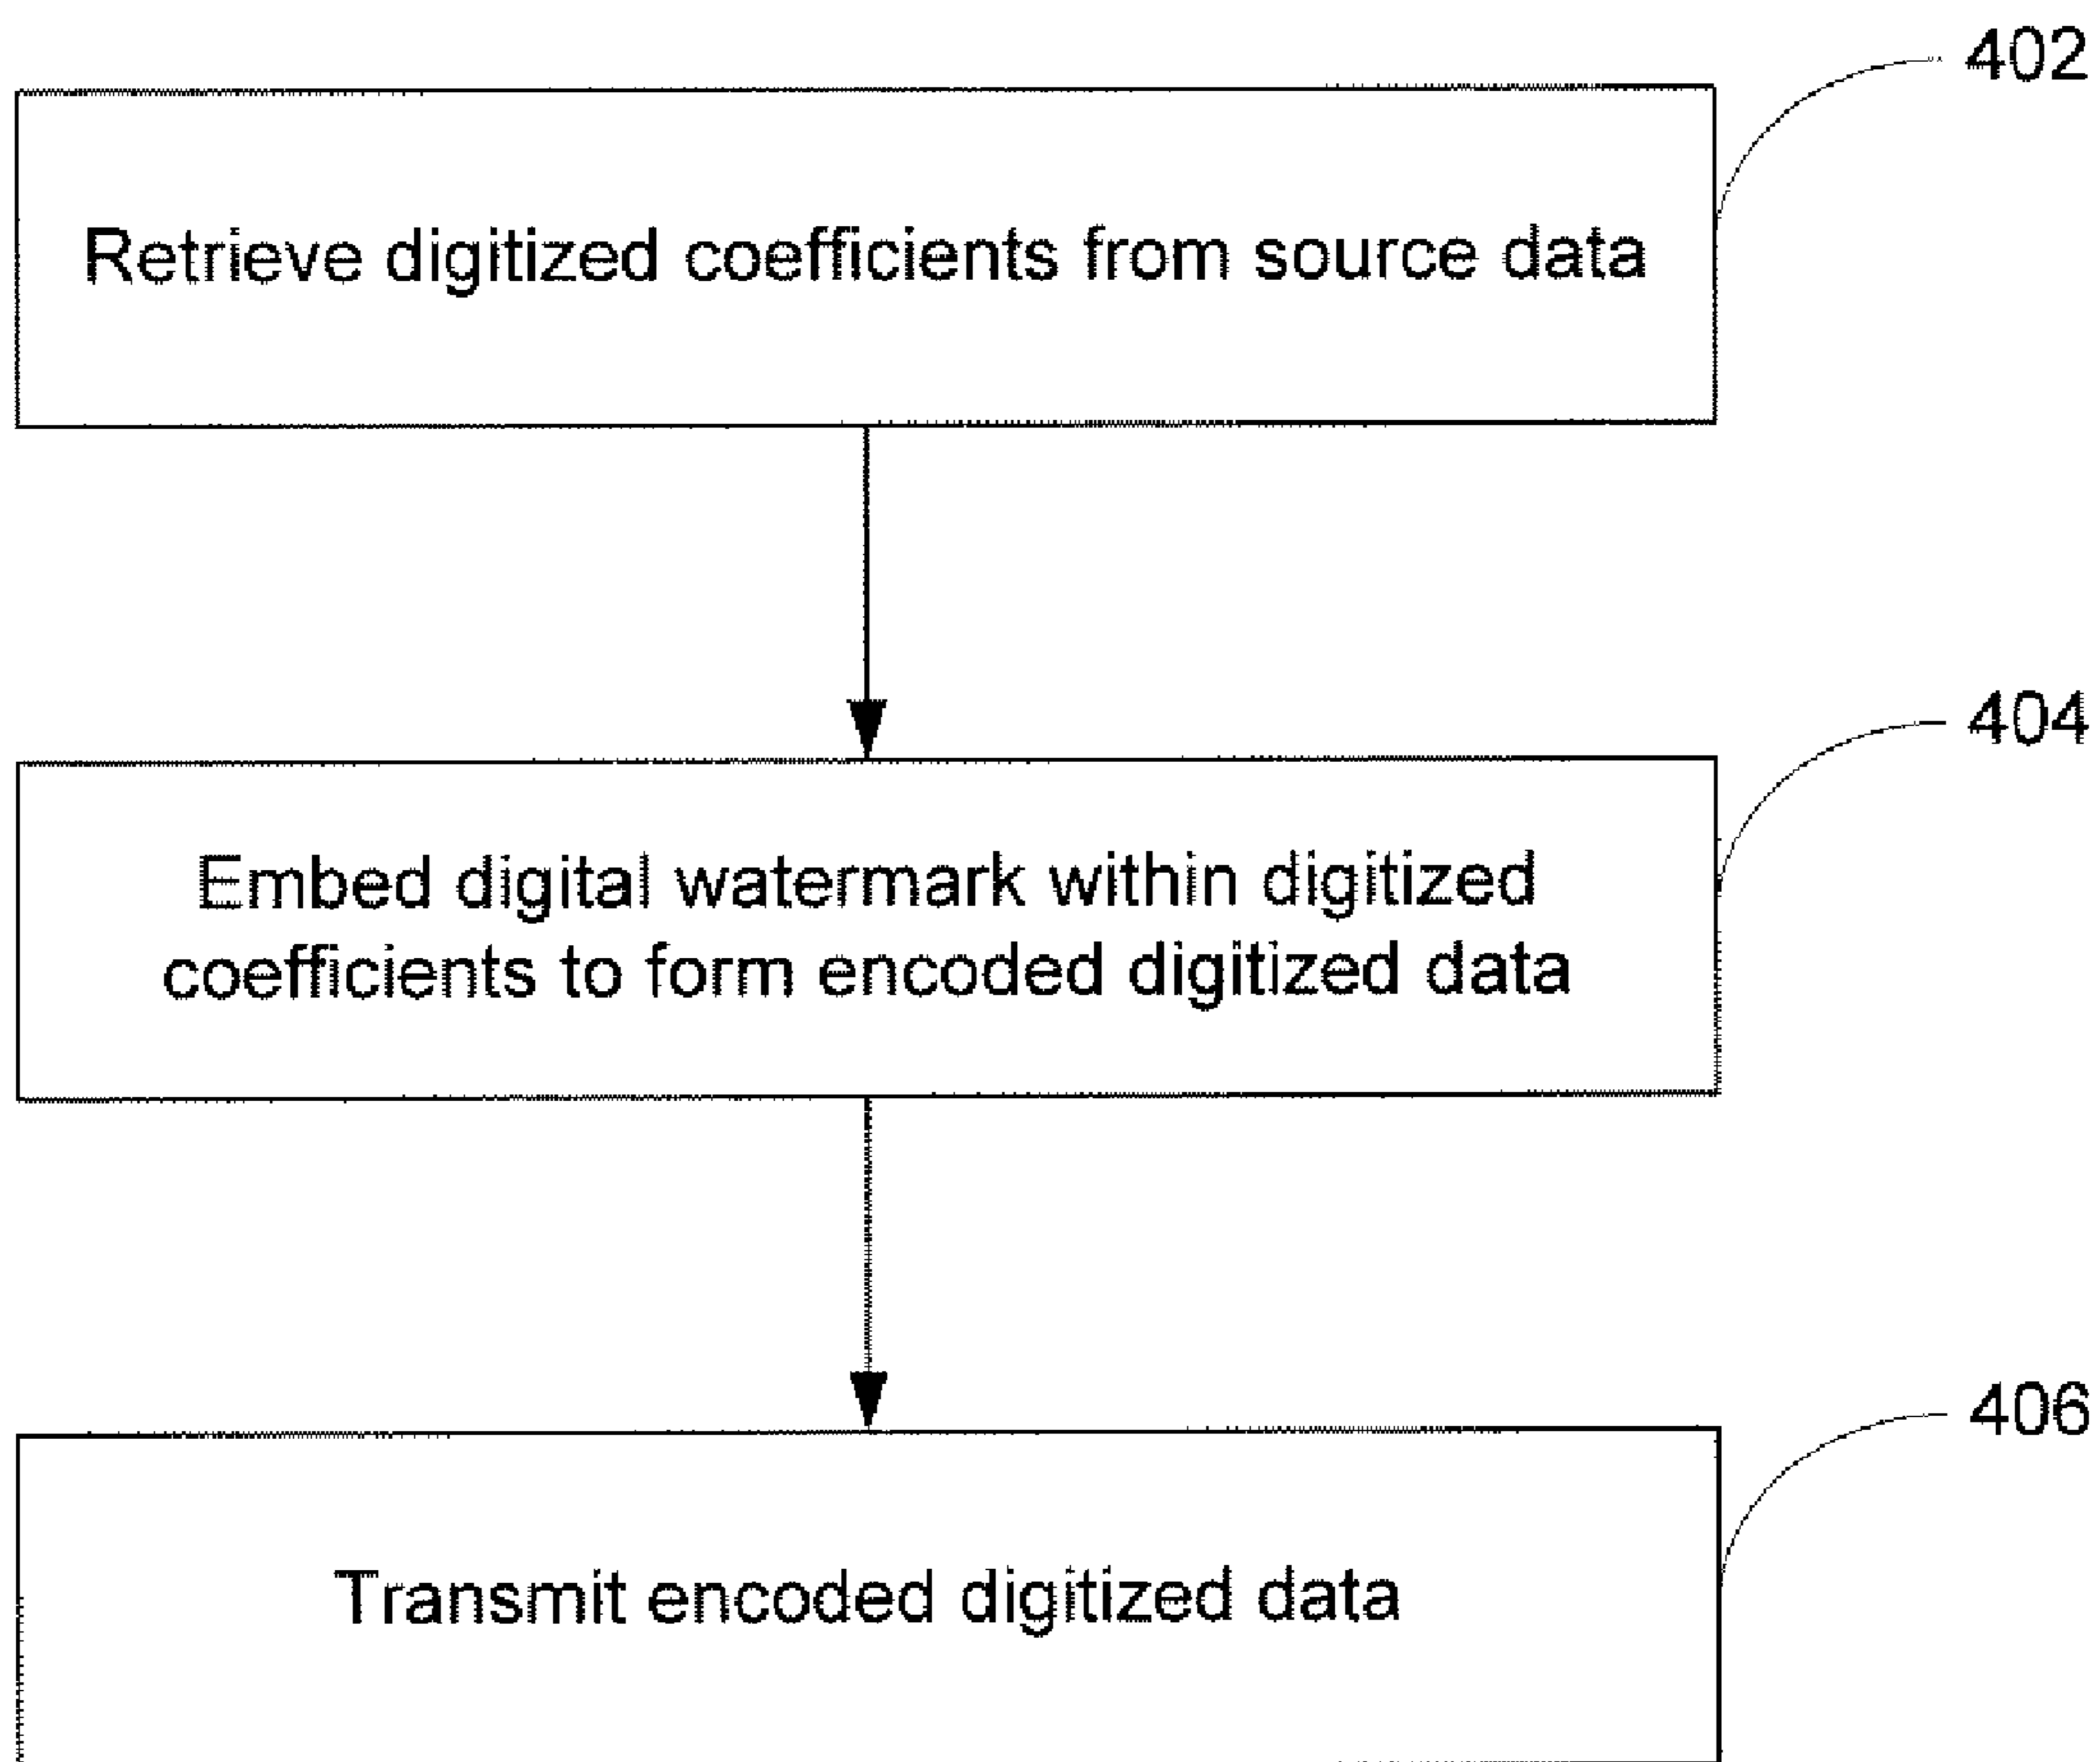 402
Retrieve digitized coefficients from source data
404
Embed digital watermark within digitized
coefficients to form encoded digitized data
406
Transmit encoded digitized data